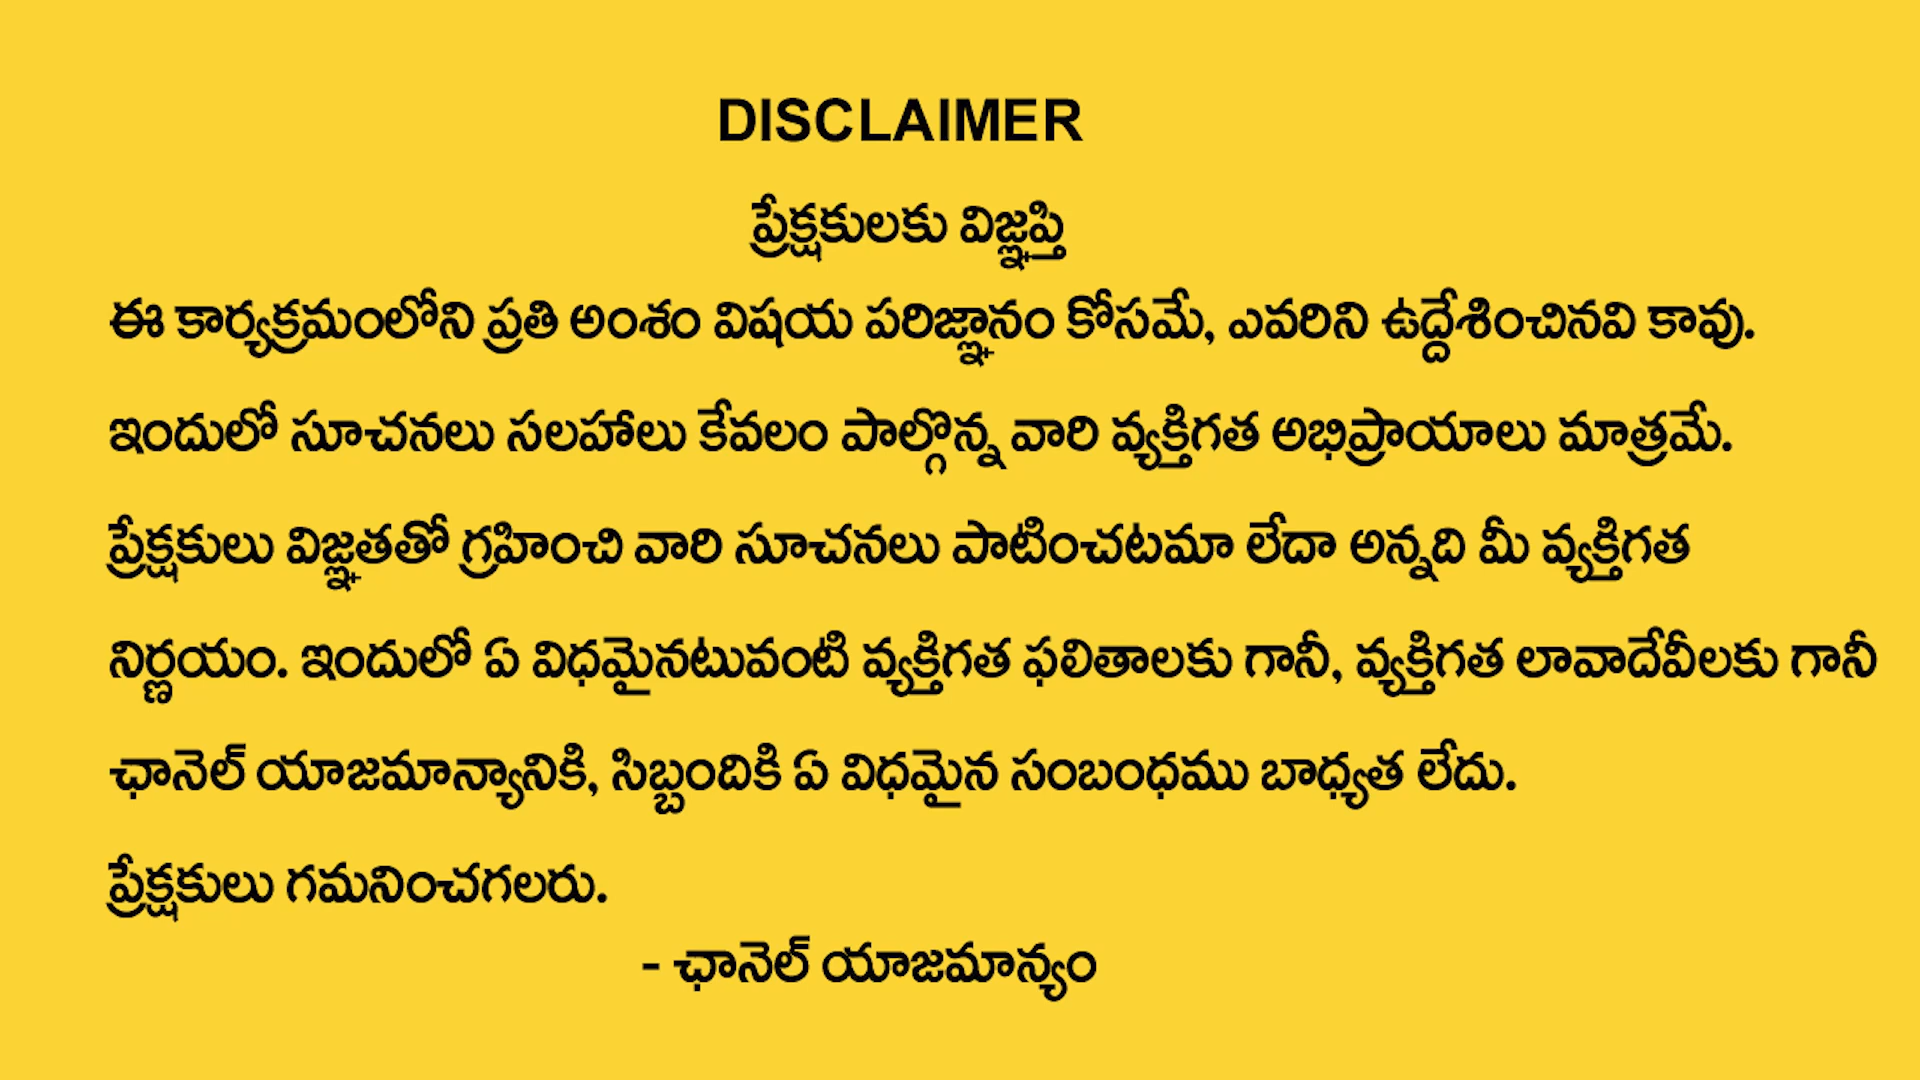 DISCLAIMER
ప్రేక్షకులకు విజ్ఞప్తి
ఈ కార్యక్రమంలోని ప్రతి అంశం విషయ పరిజ్ఞానం కోసమే, ఎవరిని ఉద్దేశించినవి కావు.
ఇందులో సూచనలు సలహాలు కేవలం పాల్గొన్న వారి వ్యక్తిగత అభిప్రాయాలు మాత్రమే.
ప్రేక్షకులు విజ్ఞతతో గ్రహించి వారి సూచనలు పాటించటమా లేదా అన్నది మీ వ్యక్తిగత
నిర్ణయం. ఇందులో ఏ విధమైనటువంటి వ్యక్తిగత ఫలితాలకు గానీ, వ్యక్తిగత లావాదేవీలకు గానీ
ఛానెల్ యాజమాన్యానికి, సిబ్బందికి ఏ విధమైన సంబంధము బాధ్యత లేదు.
ప్రేక్షకులు గమనించగలరు.
- ఛానెల్ యాజమాన్యం